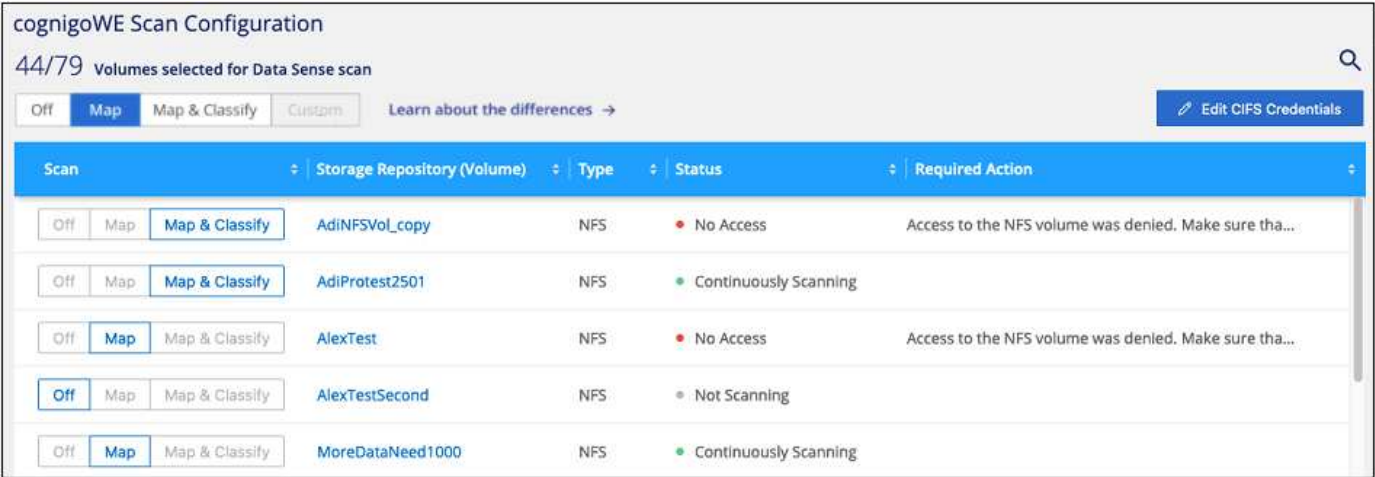 cognigoWE Scan Configuration
44/79 Volumes selected for Data Sense scan
Off Map Map & Classify Custom Learn about the differences → Edit CIFS Credentials
Scan Storage Repository (Volume) Type Status Required Action
Off Map Map & Classify AdiNFSVol_copy NFS No Access Access to the NFS volume was denied. Make sure tha...
Off Map Map & Classify AdiProtest2501 NFS Continuously Scanning
Off Map Map & Classify AlexTest NFS No Access Access to the NFS volume was denied. Make sure tha...
Off Map Map & Classify AlexTestSecond NFS Not Scanning
Off Map Map & Classify MoreDataNeed1000 NFS Continuously Scanning